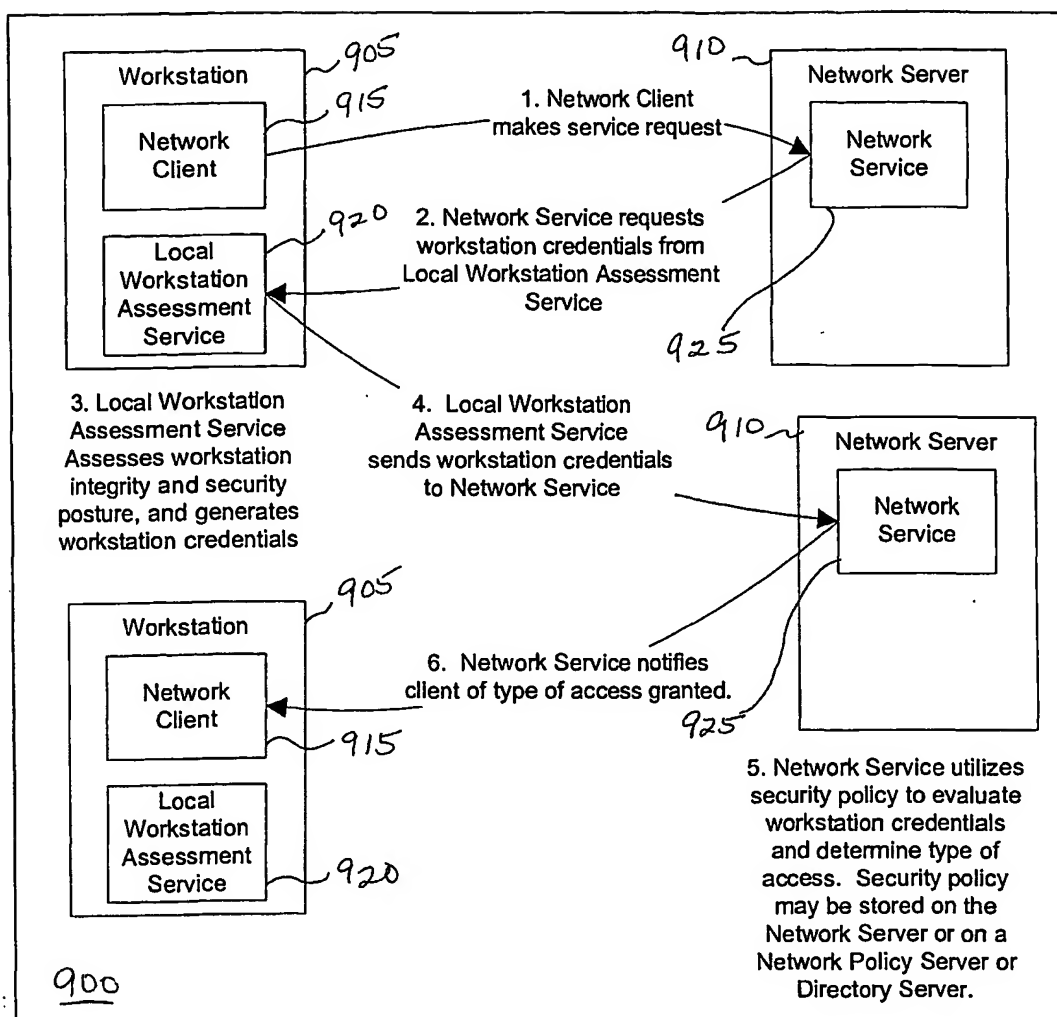 Workstation
905
915
Network
Client
920
Local
Workstation
Assessment
Service
1. Network Client
makes service request
910
Network Server
Network
Service
925
2. Network Service requests
workstation credentials from
Local Workstation Assessment
Service
3. Local Workstation
Assessment Service
Assesses workstation
integrity and security
posture, and generates
workstation credentials
4. Local Workstation
Assessment Service
sends workstation credentials
to Network Service
910
Network Server
Network
Service
925
905
Workstation
Network
Client
915
Local
Workstation
Assessment
Service
920
6. Network Service notifies
client of type of access granted.
5. Network Service utilizes
security policy to evaluate
workstation credentials
and determine type of
access. Security policy
may be stored on the
Network Server or on a
Network Policy Server or
Directory Server.
900